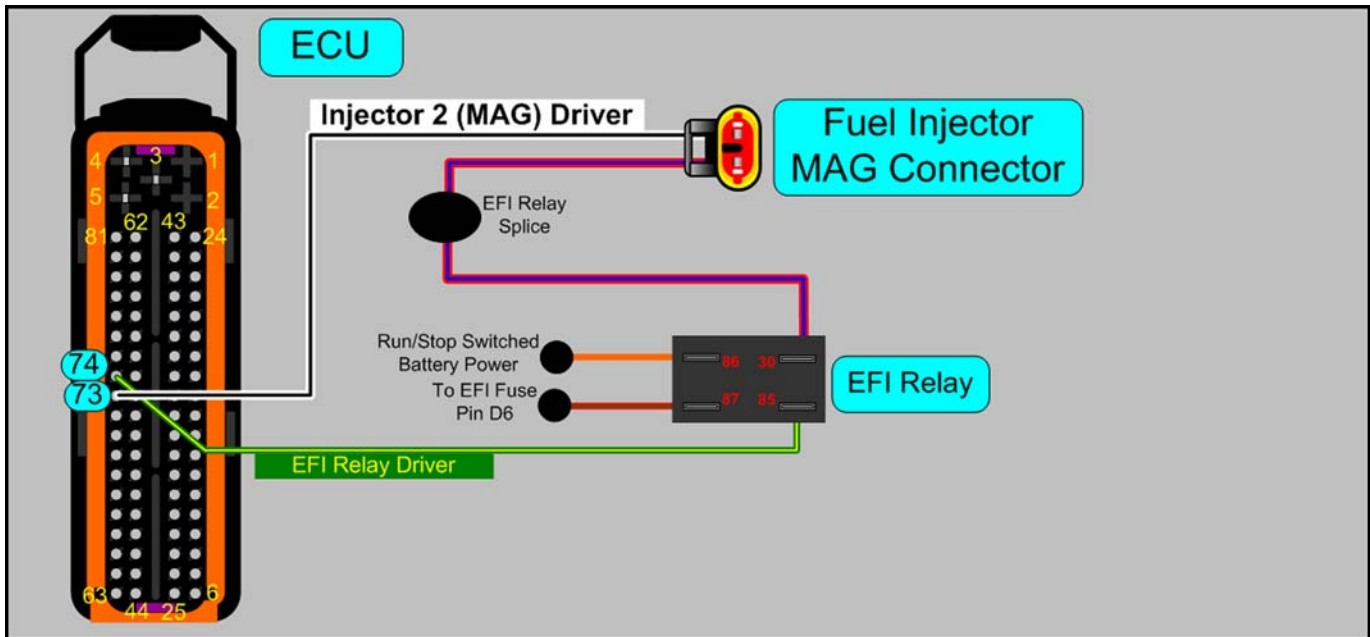 ECU
Injector 2 (MAG) Driver
Fuel Injector
MAG Connector
4
3
1
5
2
EFI Relay
Splice
62
43
81
24
Run/Stop Switched
Battery Power
86
30
EFI Relay
74
73
To EFI Fuse
Pin D6
87
85
EFI Relay Driver
63
44
25
6